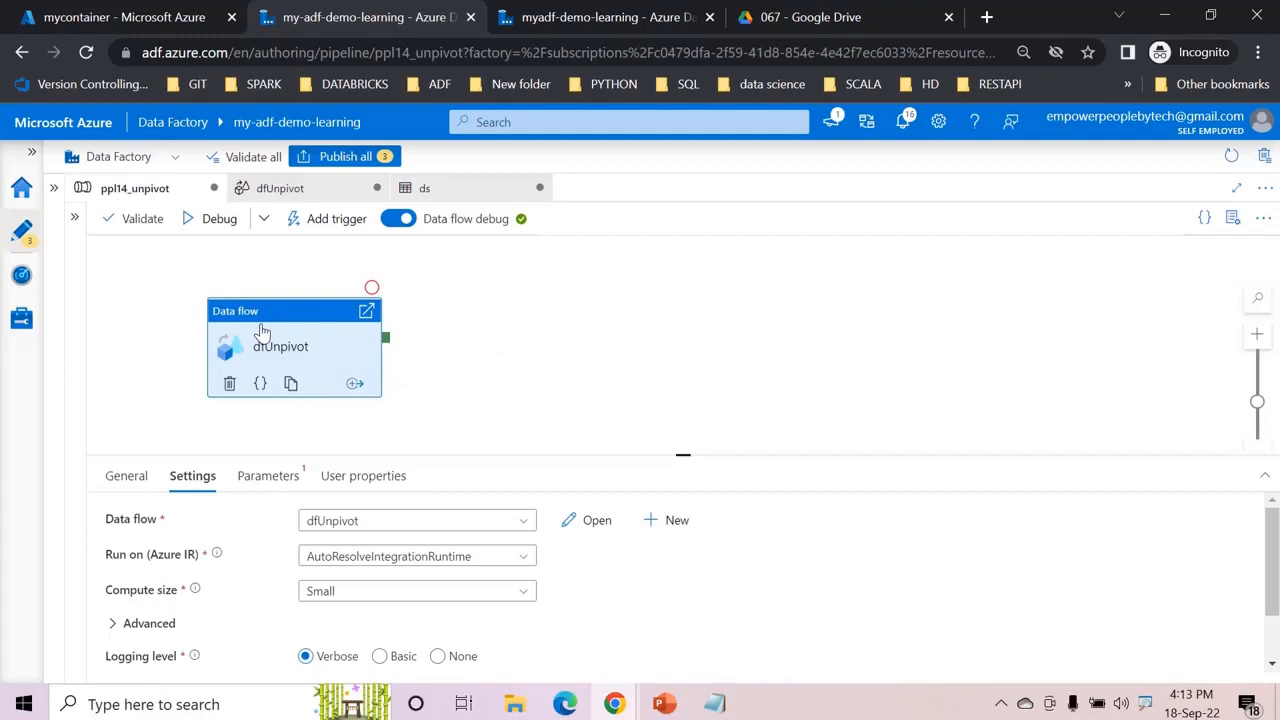 mycontainer - Microsoft Azure
my-adf-demo-learning - Azure D
myadf-demo-learning - Azure Da
067 - Google Drive
adf.azure.com/en/authoring/pipeline/ppl14_unpivot?factory=%2Fsubscriptions%2Fc0479dfa-2f59-41d8-854e-4e42f7ec6033%2Fresource...
Incognito
Version Controlling...
GIT
SPARK
DATABRICKS
ADF
New folder
PYTHON
SQL
data science
SCALA
HD
RESTAPI
»
Other bookmarks
Microsoft Azure
Data Factory
my-adf-demo-learning
Search
1
16
empowerpeoplebytech@gmail.com
SELF EMPLOYED
Data Factory
Validate all
Publish all 3
ppl14_unpivot
dfUnpivot
ds
3
Validate
Debug
Add trigger
Data flow debug
Data flow
dfUnpivot
General
Settings
Parameters 1
User properties
Data flow *
dfUnpivot
Open
New
Run on (Azure IR) *
AutoResolveIntegrationRuntime
Compute size *
Small
Advanced
Logging level *
Verbose
Basic
None
Type here to search
4:13 PM
18-Sep-22
18